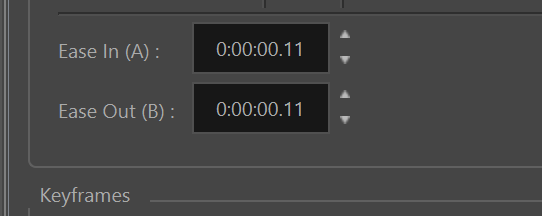 Ease In (A) : 0:00:00.11
Ease Out (B) : 0:00:00.11
Keyframes